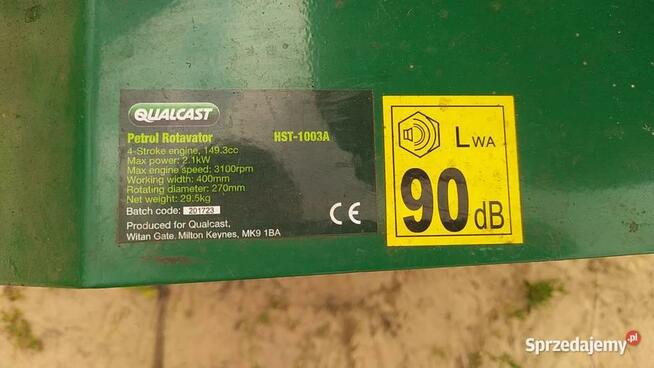 QUALCAST
Petrol Rotavator HST-1003A
4-Stroke engine, 149.3cc
Max power: 2.1kW
Max engine speed: 3100rpm
Working width: 400mm
Rotating diameter: 270mm
Net weight: 29.5kg
Batch code: 201723
Produced for Qualcast,
Witan Gate, Milton Keynes, MK9 1BA
CE
LWA
90 dB
Sprzedajemy.pl